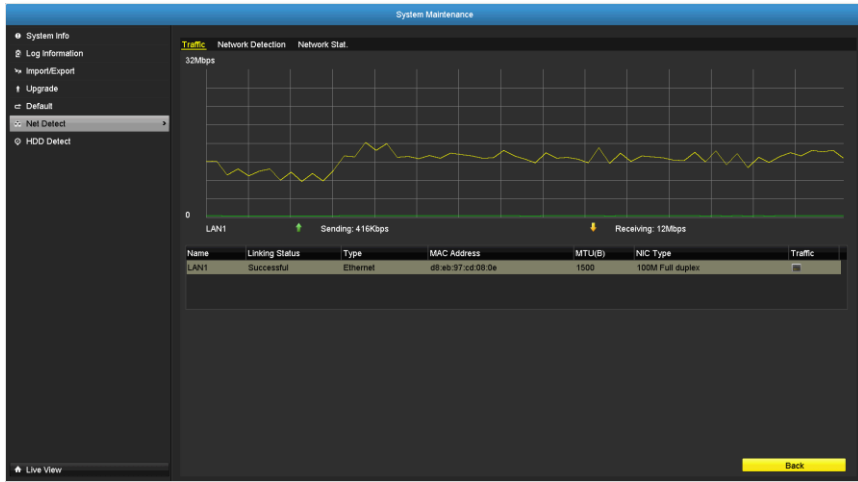 System Maintenance
System Info
Log Information
Import/Export
Upgrade
Default
Net Detect
HDD Detect
Live View
Traffic Network Detection Network Stat.
32Mbps
0
LAN1 Sending: 416Kbps Receiving: 12Mbps
Name Linking Status Type MAC Address MTU(B) NIC Type Traffic
LAN1 Successful Ethernet d8:eb:97:cd:08:0e 1500 100M Full duplex
Back